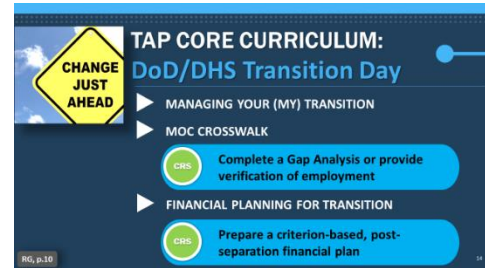 TAP CORE CURRICULUM:
DoD/DHS Transition Day
CHANGE
JUST
AHEAD
MANAGING YOUR (MY) TRANSITION
MOC CROSSWALK
CRS
Complete a Gap Analysis or provide
verification of employment
FINANCIAL PLANNING FOR TRANSITION
CRS
Prepare a criterion-based, post-
separation financial plan
RG, p.10
14